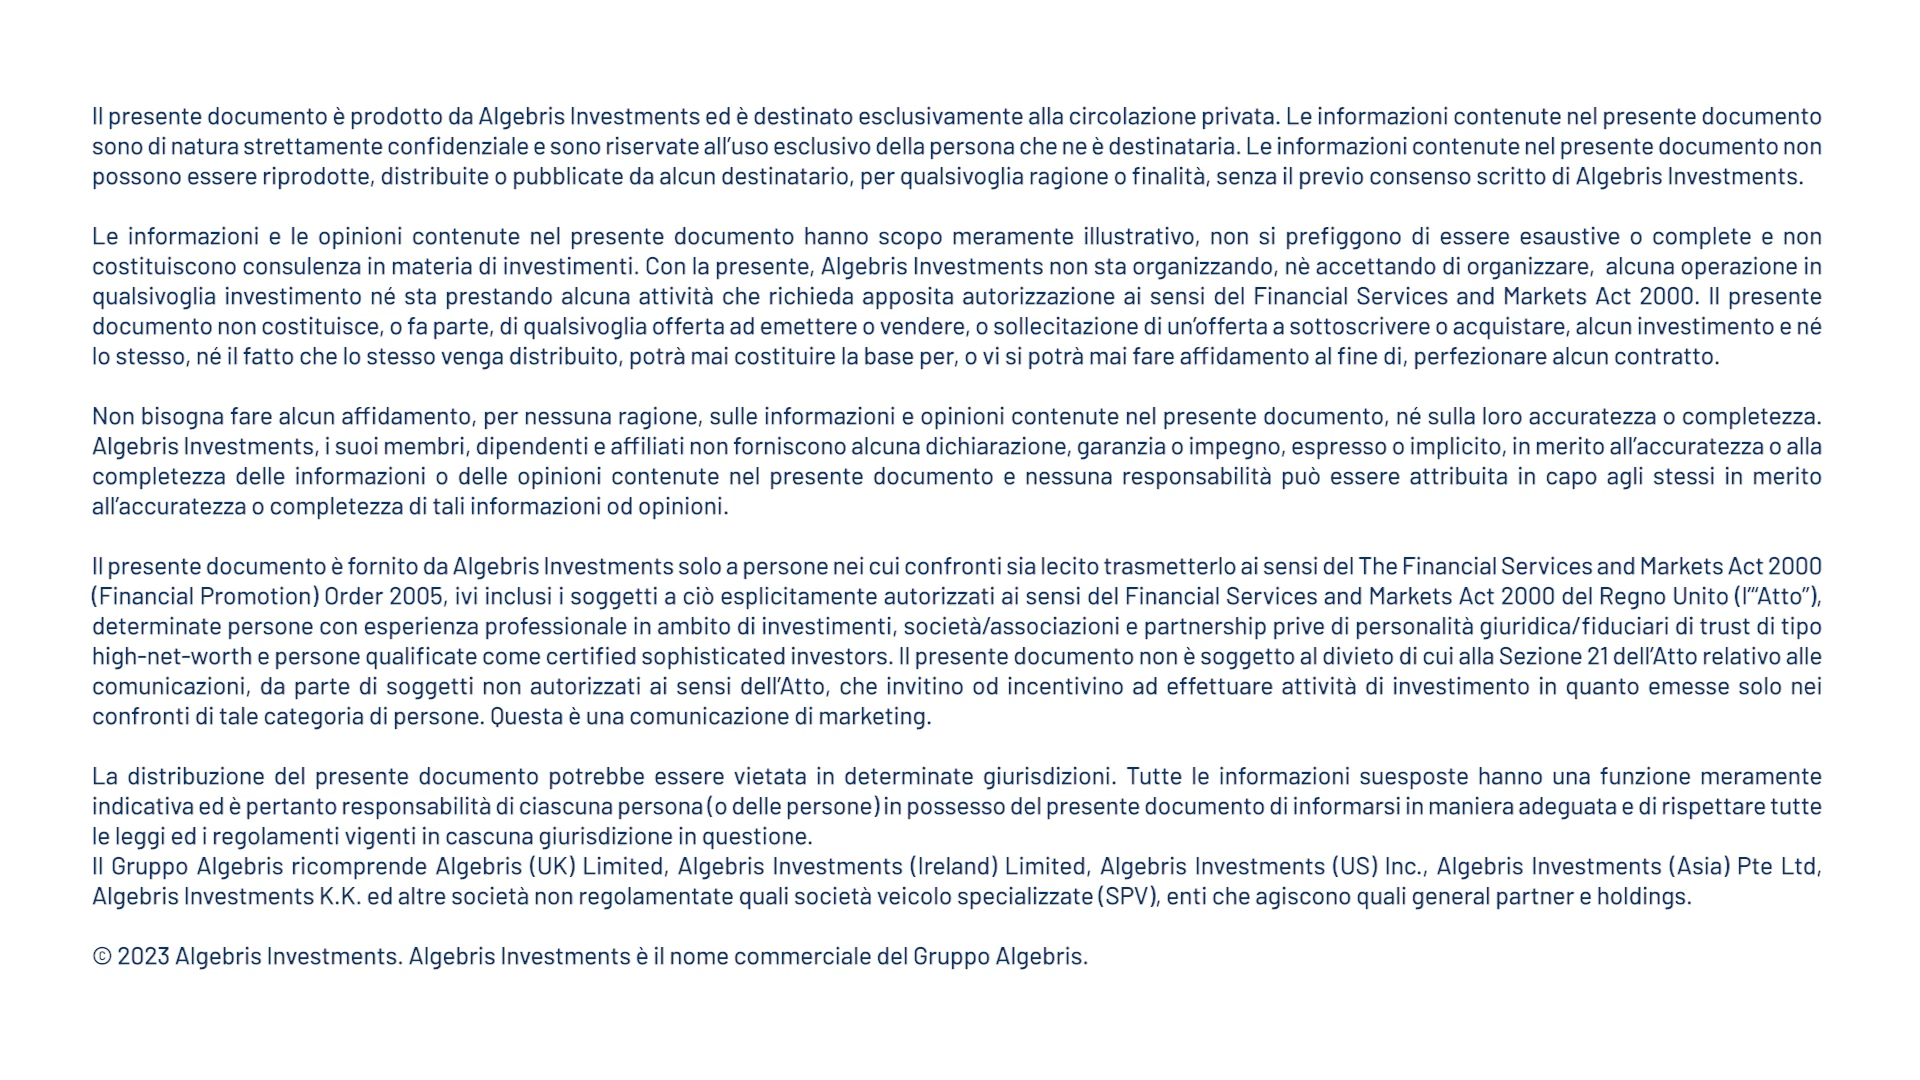 Il presente documento è prodotto da Algebris Investments ed è destinato esclusivamente alla circolazione privata. Le informazioni contenute nel presente documento
sono di natura strettamente confidenziale e sono riservate all'uso esclusivo della persona che ne è destinataria. Le informazioni contenute nel presente documento non
possono essere riprodotte, distribuite o pubblicate da alcun destinatario, per qualsivoglia ragione o finalità, senza il previo consenso scritto di Algebris Investments.
Le informazioni e le opinioni contenute nel presente documento hanno scopo meramente illustrativo, non si prefiggono di essere esaustive o complete e non
costituiscono consulenza in materia di investimenti. Con la presente, Algebris Investments non sta organizzando, nè accettando di organizzare, alcuna operazione in
qualsivoglia investimento né sta prestando alcuna attività che richieda apposita autorizzazione ai sensi del Financial Services and Markets Act 2000. Il presente
documento non costituisce, o fa parte, di qualsivoglia offerta ad emettere o vendere, o sollecitazione di un'offerta a sottoscrivere o acquistare, alcun investimento e né
lo stesso, né il fatto che lo stesso venga distribuito, potrà mai costituire la base per, o vi si potrà mai fare affidamento al fine di, perfezionare alcun contratto.
Non bisogna fare alcun affidamento, per nessuna ragione, sulle informazioni e opinioni contenute nel presente documento, né sulla loro accuratezza o completezza.
Algebris Investments, i suoi membri, dipendenti e affiliati non forniscono alcuna dichiarazione, garanzia o impegno, espresso o implicito, in merito all'accuratezza o alla
completezza delle informazioni o delle opinioni contenute nel presente documento e nessuna responsabilità può essere attribuita in capo agli stessi in merito
all'accuratezza o completezza di tali informazioni od opinioni.
Il presente documento è fornito da Algebris Investments solo a persone nei cui confronti sia lecito trasmetterlo ai sensi del The Financial Services and Markets Act 2000
(Financial Promotion) Order 2005, ivi inclusi i soggetti a ciò esplicitamente autorizzati ai sensi del Financial Services and Markets Act 2000 del Regno Unito (l'"Atto"),
determinate persone con esperienza professionale in ambito di investimenti, società/associazioni e partnership prive di personalità giuridica/fiduciari di trust di tipo
high-net-worth e persone qualificate come certified sophisticated investors. Il presente documento non è soggetto al divieto di cui alla Sezione 21 dell'Atto relativo alle
comunicazioni, da parte di soggetti non autorizzati ai sensi dell'Atto, che invitino od incentivino ad effettuare attività di investimento in quanto emesse solo nei
confronti di tale categoria di persone. Questa è una comunicazione di marketing.
La distribuzione del presente documento potrebbe essere vietata in determinate giurisdizioni. Tutte le informazioni suesposte hanno una funzione meramente
indicativa ed è pertanto responsabilità di ciascuna persona (o delle persone) in possesso del presente documento di informarsi in maniera adeguata e di rispettare tutte
le leggi ed i regolamenti vigenti in cascuna giurisdizione in questione.
Il Gruppo Algebris ricomprende Algebris (UK) Limited, Algebris Investments (Ireland) Limited, Algebris Investments (US) Inc., Algebris Investments (Asia) Pte Ltd,
Algebris Investments K.K. ed altre società non regolamentate quali società veicolo specializzate (SPV), enti che agiscono quali general partner e holdings.
© 2023 Algebris Investments. Algebris Investments è il nome commerciale del Gruppo Algebris.